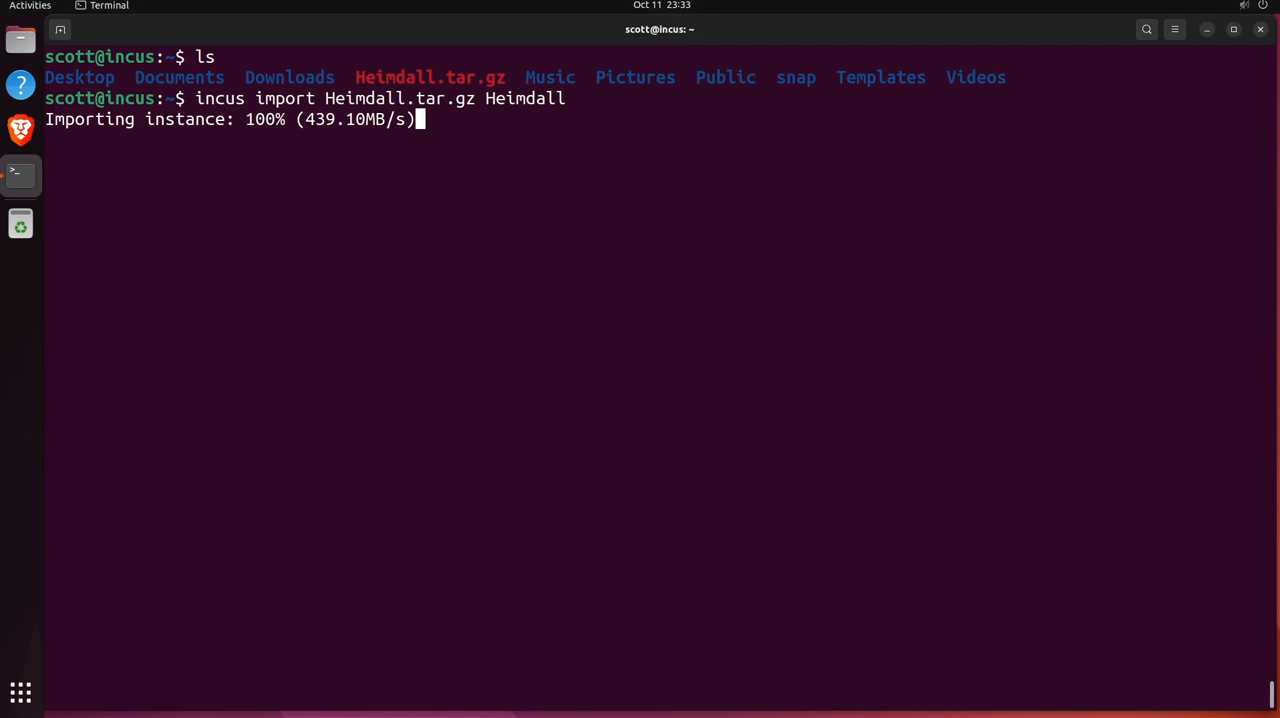 Activities
Terminal
Oct 11 23:33
scott@incus: ~
scott@incus:~$ ls
Desktop Documents Downloads Heimdall.tar.gz Music Pictures Public snap Templates Videos
scott@incus:~$ incus import Heimdall.tar.gz Heimdall
Importing instance: 100% (439.10MB/s)